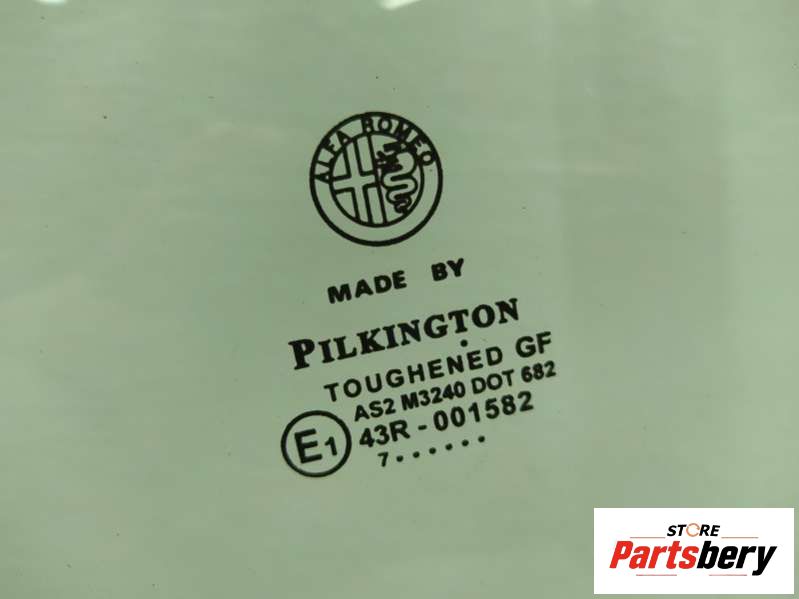 ALFA ROMEO
MADE BY
PILKINGTON
TOUGHENED GF
AS2 M3240 DOT 682
E1 43R - 001582
7......
STORE
Partsbery